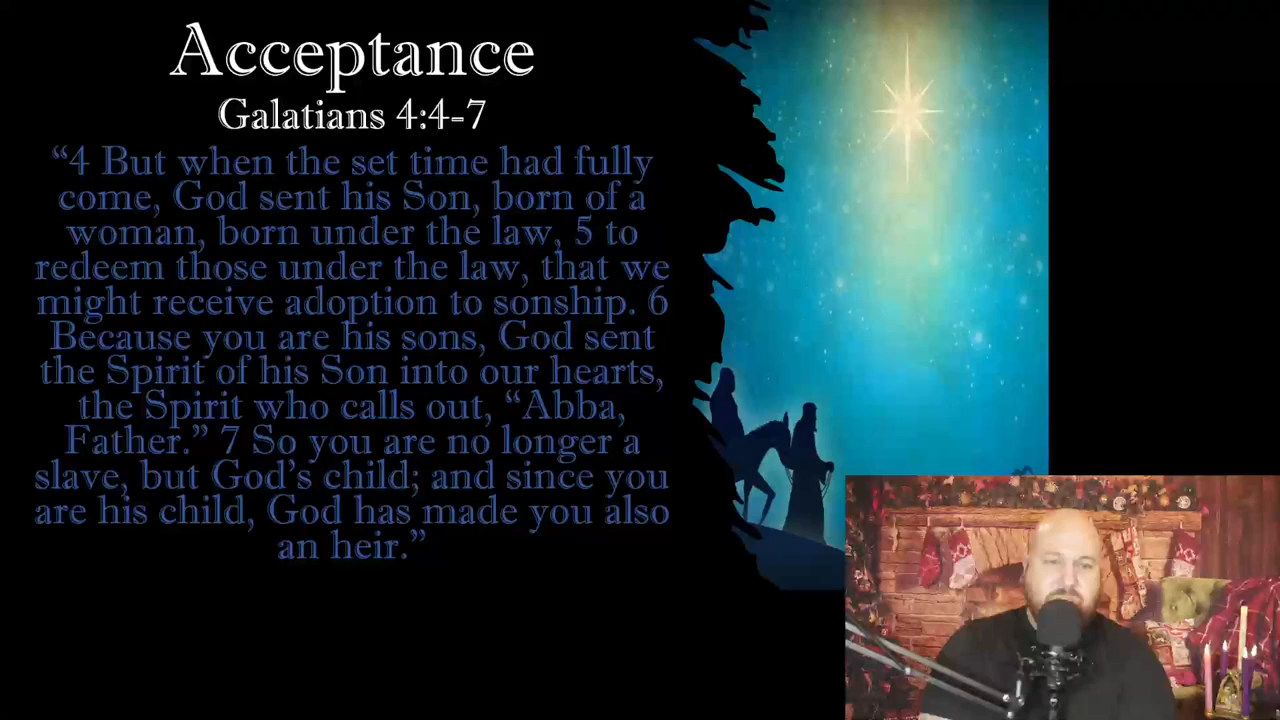 Acceptance
Galatians 4:4-7
“4 But when the set time had fully
come, God sent his Son, born of a
woman, born under the law, 5 to
redeem those under the law, that we
might receive adoption to sonship. 6
Because you are his sons, God sent
the Spirit of his Son into our hearts,
the Spirit who calls out, “Abba,
Father.” 7 So you are no longer a
slave, but God’s child; and since you
are his child, God has made you also
an heir.”